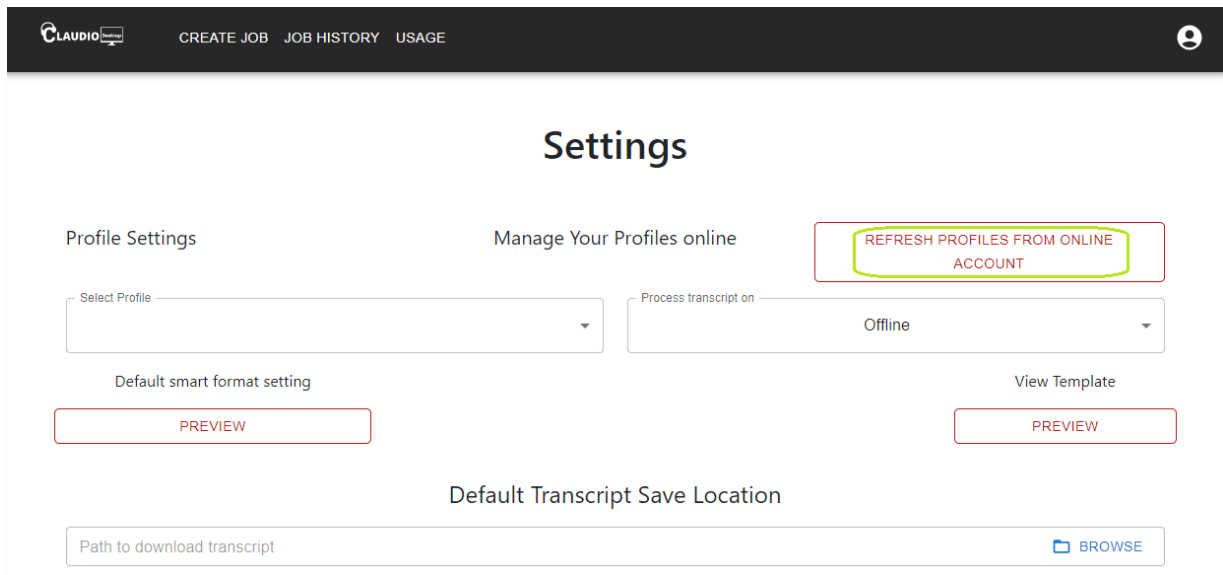 CLAUDIO Desktop
CREATE JOB JOB HISTORY USAGE
Settings
Profile Settings
Manage Your Profiles online
REFRESH PROFILES FROM ONLINE
ACCOUNT
Select Profile
Process transcript on
Offline
Default smart format setting
View Template
PREVIEW
PREVIEW
Default Transcript Save Location
Path to download transcript
BROWSE